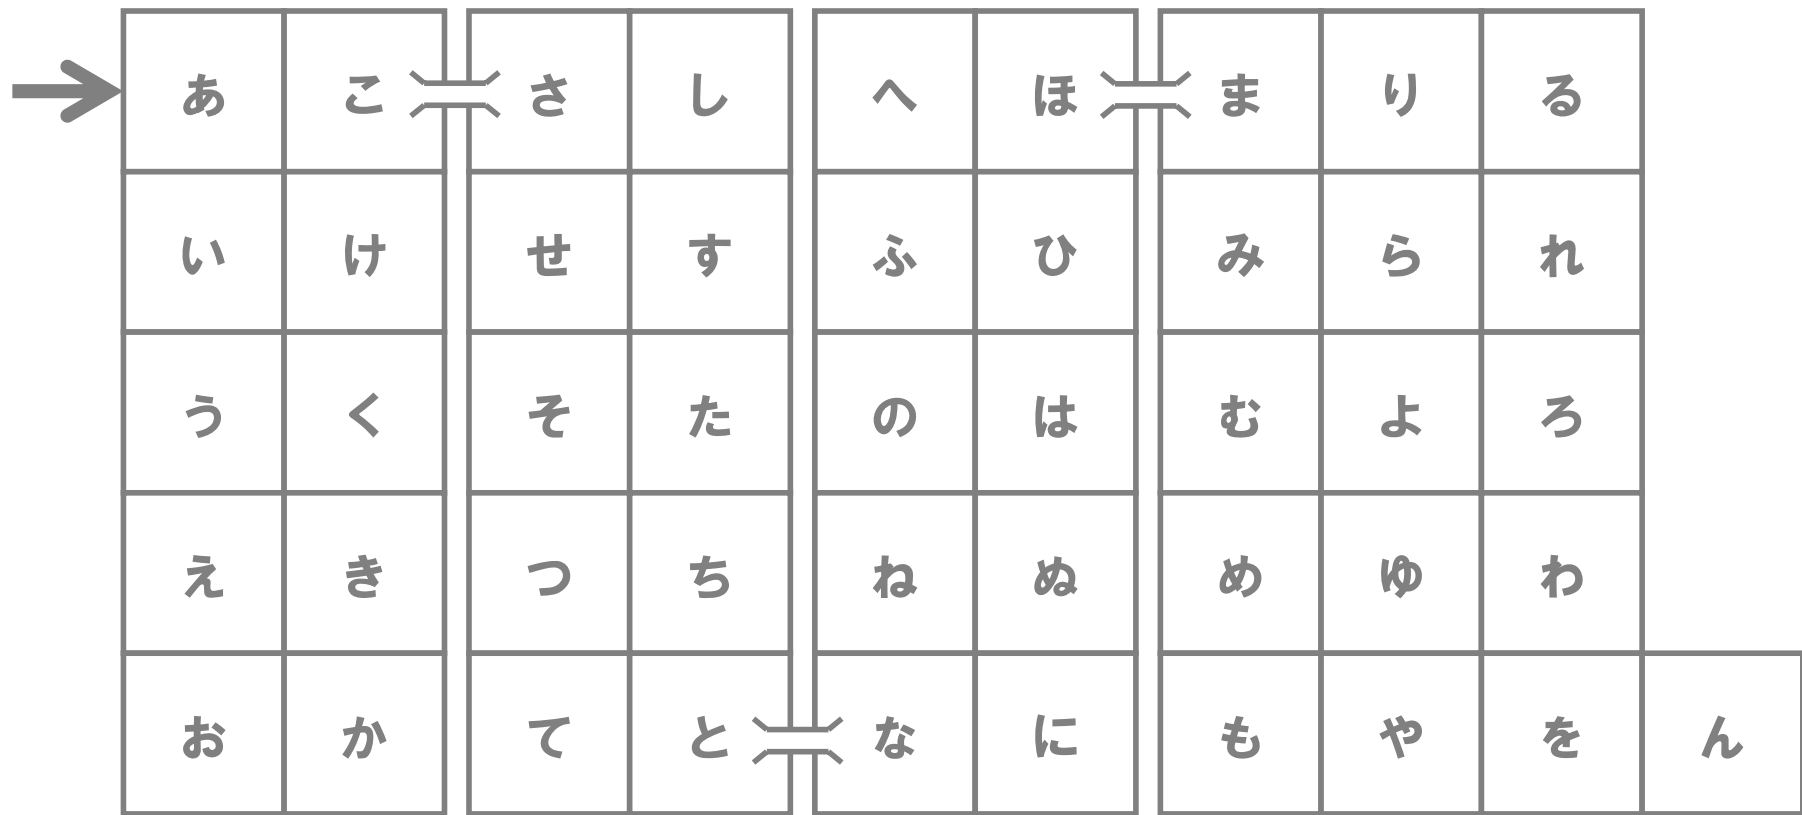 あ こ さ し へ ほ ま り る
い け せ す ふ ひ み ら れ
う く そ た の は む よ ろ
え き つ ち ね ぬ め ゆ わ
お か て と な に も や を ん